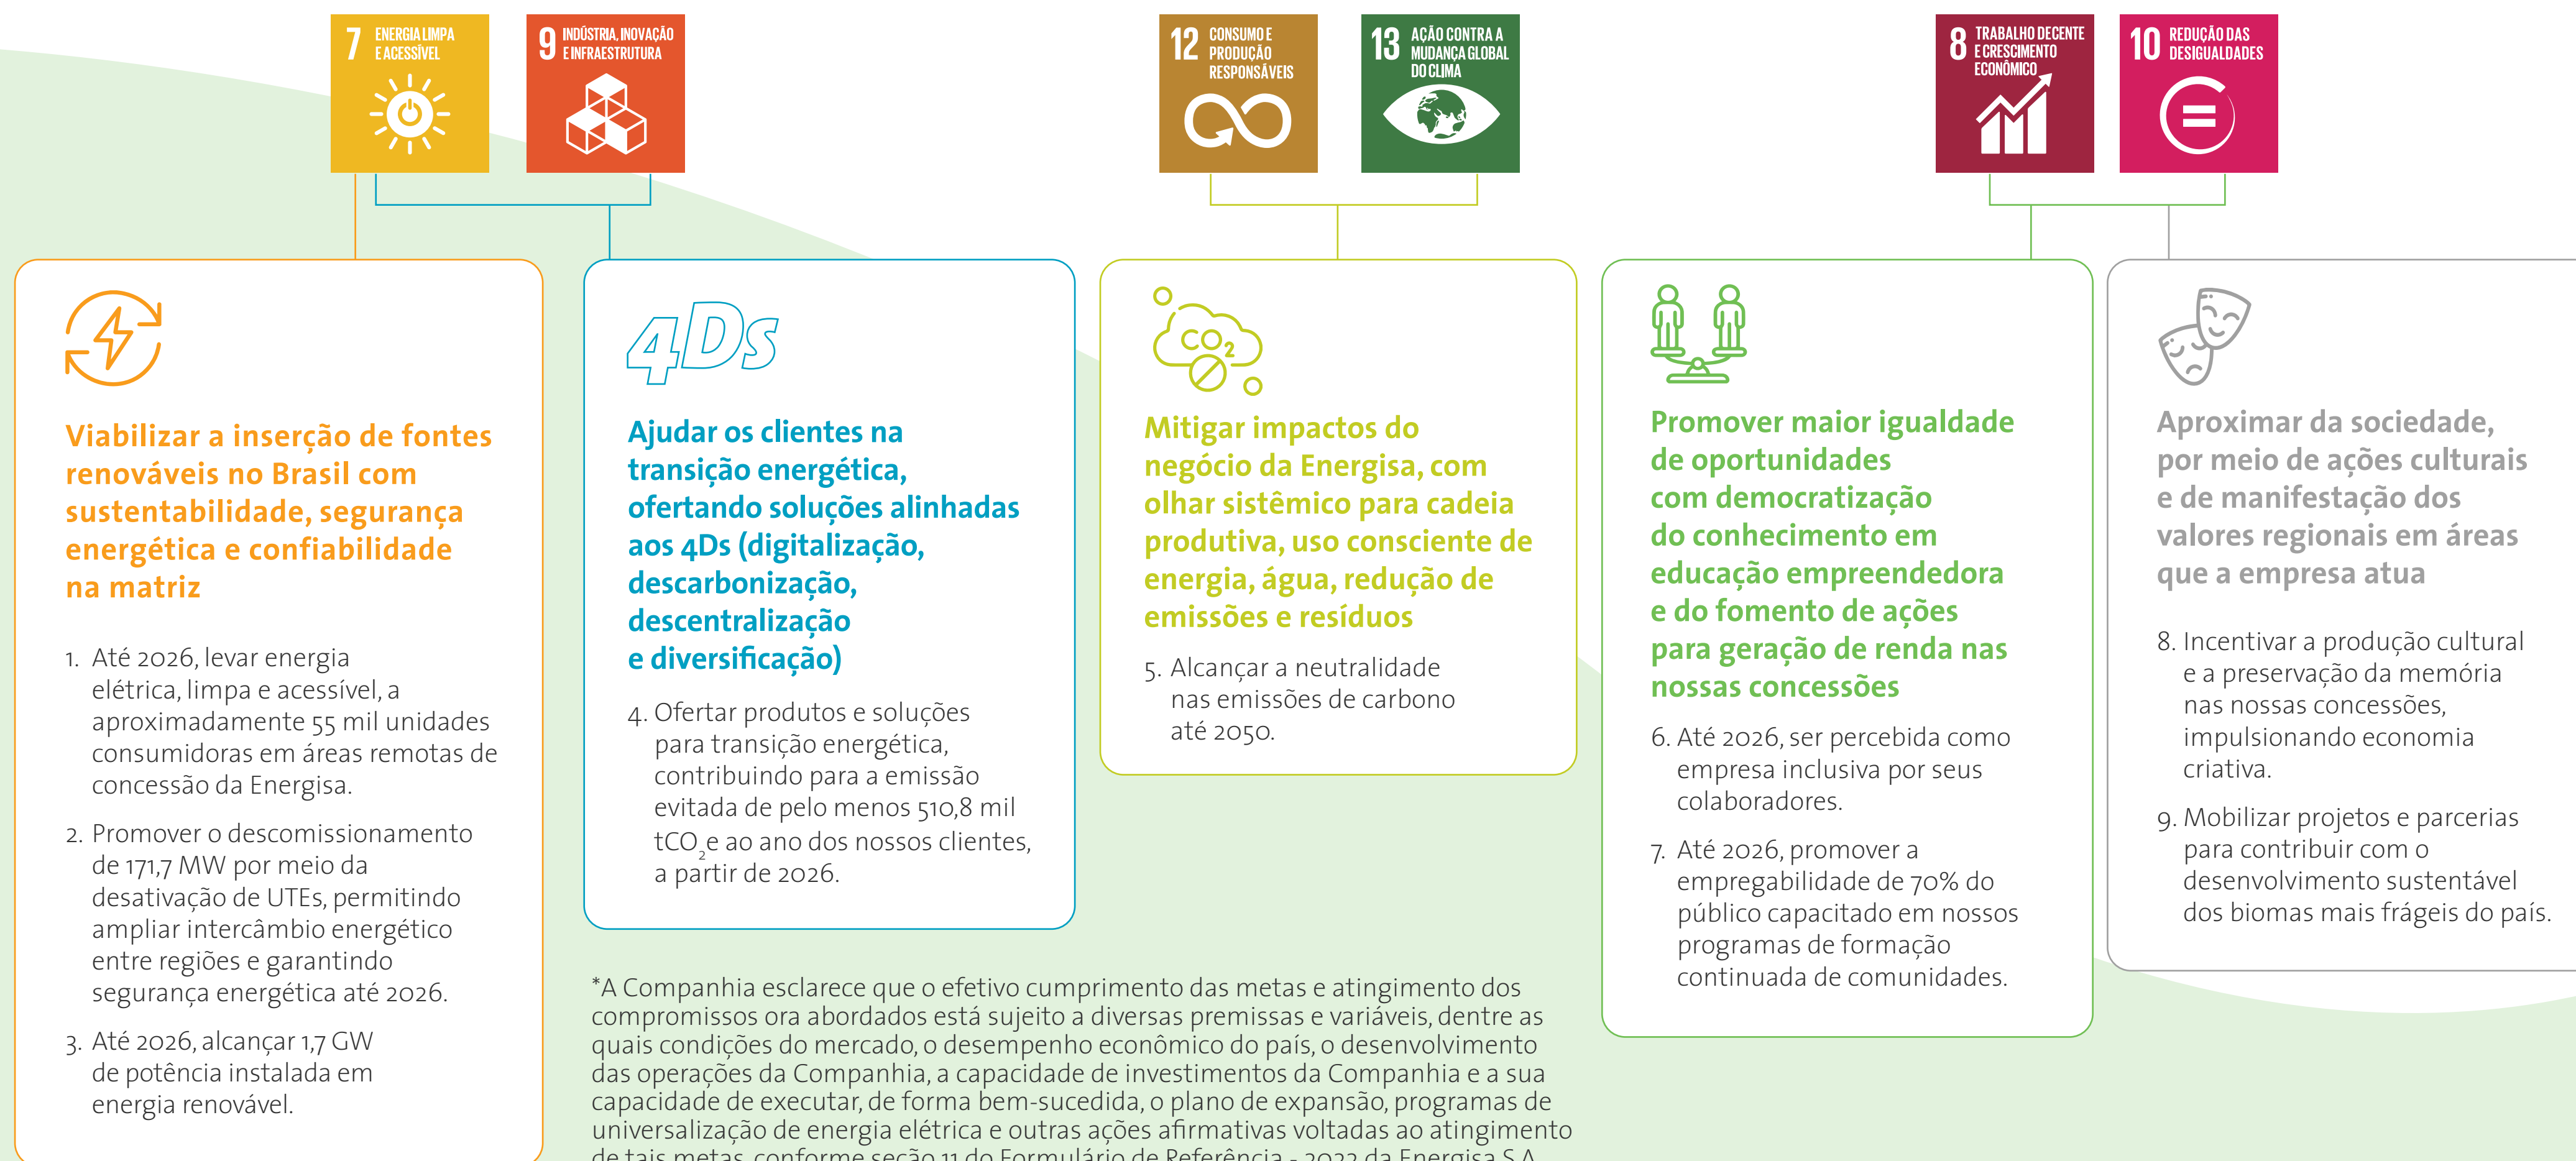 7 ENERGIA LIMPA
E ACESSÍVEL
9 INDÚSTRIA, INOVAÇÃO
E INFRAESTRUTURA
12 CONSUMO E
PRODUÇÃO
RESPONSÁVEIS
13 AÇÃO CONTRA A
MUDANÇA GLOBAL
DO CLIMA
8 TRABALHO DECENTE
E CRESCIMENTO
ECONÔMICO
10 REDUÇÃO DAS
DESIGUALDADES
Viabilizar a inserção de fontes
renováveis no Brasil com
sustentabilidade, segurança
energética e confiabilidade
na matriz
1. Até 2026, levar energia
elétrica, limpa e acessível, a
aproximadamente 55 mil unidades
consumidoras em áreas remotas de
concessão da Energisa.
2. Promover o descomissionamento
de 171,7 MW por meio da
desativação de UTEs, permitindo
ampliar intercâmbio energético
entre regiões e garantindo
segurança energética até 2026.
3. Até 2026, alcançar 1,7 GW
de potência instalada em
energia renovável.
4Ds
Ajudar os clientes na
transição energética,
ofertando soluções alinhadas
aos 4Ds (digitalização,
descarbonização,
descentralização
e diversificação)
4. Ofertar produtos e soluções
para transição energética,
contribuindo para a emissão
evitada de pelo menos 510,8 mil
tCO₂e ao ano dos nossos clientes,
a partir de 2026.
CO₂
Mitigar impactos do
negócio da Energisa, com
olhar sistêmico para cadeia
produtiva, uso consciente de
energia, água, redução de
emissões e resíduos
5. Alcançar a neutralidade
nas emissões de carbono
até 2050.
Promover maior igualdade
de oportunidades
com democratização
do conhecimento em
educação empreendedora
e do fomento de ações
para geração de renda nas
nossas concessões
6. Até 2026, ser percebida como
empresa inclusiva por seus
colaboradores.
7. Até 2026, promover a
empregabilidade de 70% do
público capacitado em nossos
programas de formação
continuada de comunidades.
Aproximar da sociedade,
por meio de ações culturais
e de manifestação dos
valores regionais em áreas
que a empresa atua
8. Incentivar a produção cultural
e a preservação da memória
nas nossas concessões,
impulsionando economia
criativa.
9. Mobilizar projetos e parcerias
para contribuir com o
desenvolvimento sustentável
dos biomas mais frágeis do país.
*A Companhia esclarece que o efetivo cumprimento das metas e atingimento dos
compromissos ora abordados está sujeito a diversas premissas e variáveis, dentre as
quais condições do mercado, o desempenho econômico do país, o desenvolvimento
das operações da Companhia, a capacidade de investimentos da Companhia e a sua
capacidade de executar, de forma bem-sucedida, o plano de expansão, programas de
universalização de energia elétrica e outras ações afirmativas voltadas ao atingimento
de tais metas, conforme seção 11 do Formulário de Referência - 2022 da Energisa S.A.